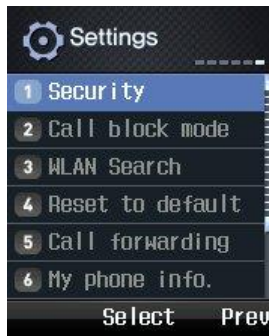 Settings
1 Security
2 Call block mode
3 WLAN Search
4 Reset to default
5 Call forwarding
6 My phone info.
Select Prev